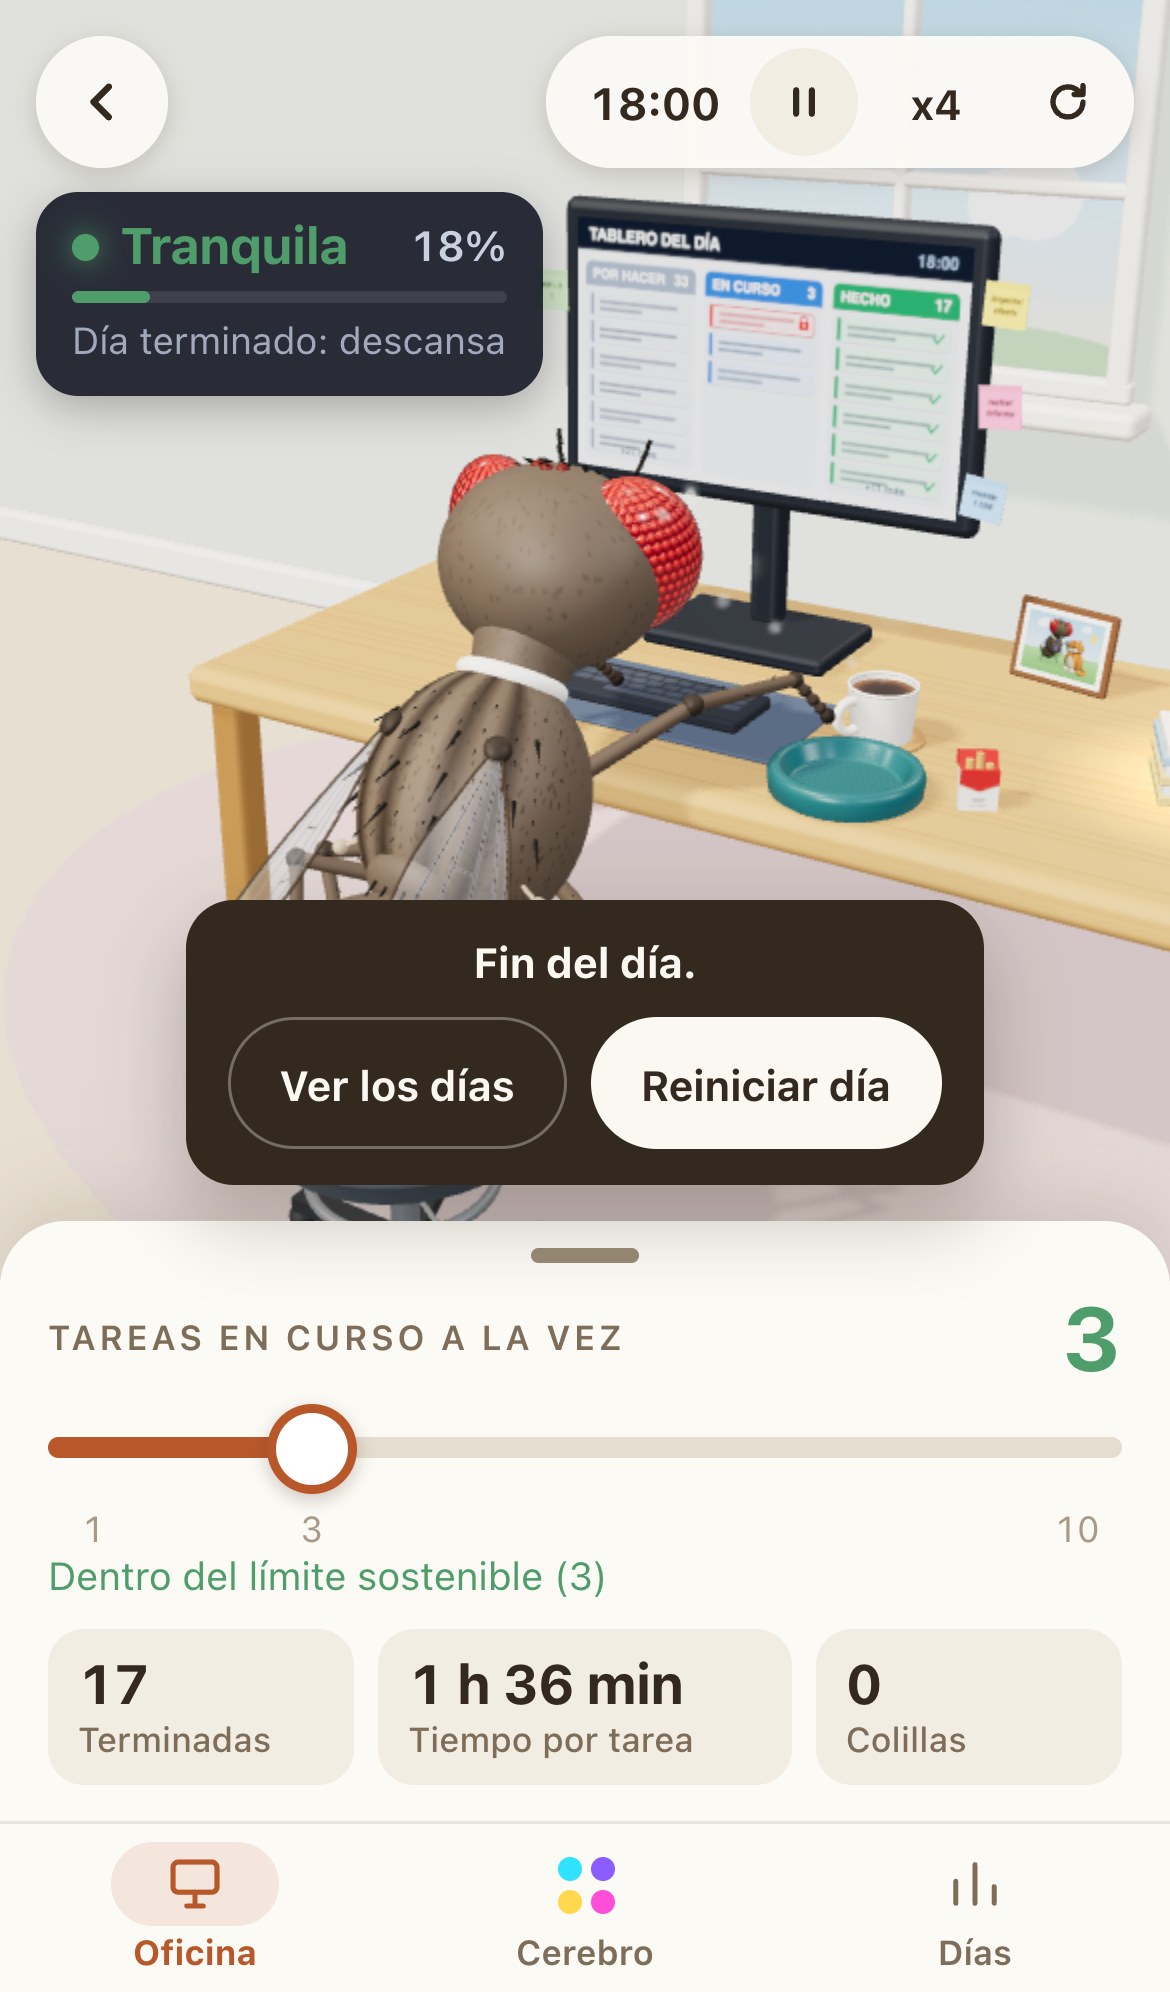 18:00
x4
Tranquila 18%
Día terminado: descansa
TABLERO DEL DÍA 18:00
POR HACER 33
EN CURSO 3
HECHO 17
Fin del día.
Ver los días
Reiniciar día
TAREAS EN CURSO A LA VEZ 3
1 3 10
Dentro del límite sostenible (3)
17
Terminadas
1 h 36 min
Tiempo por tarea
0
Colillas
Oficina
Cerebro
Días